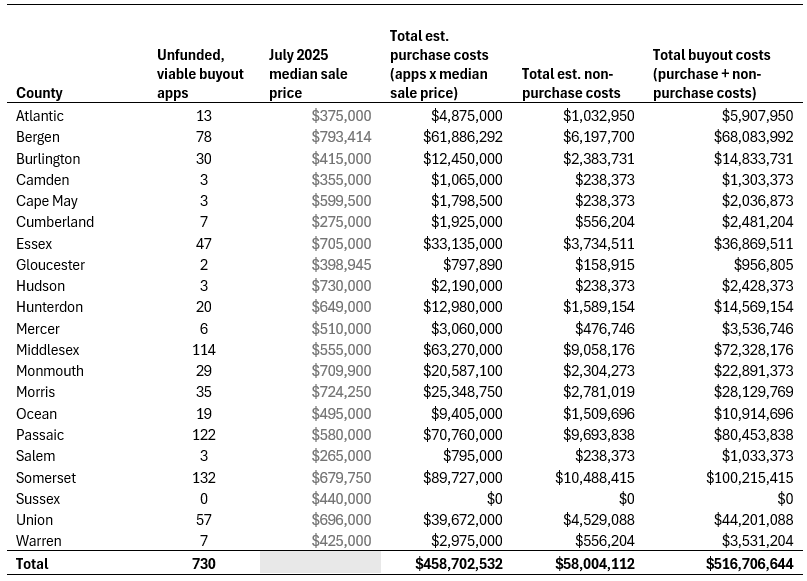 County Unfunded, viable buyout apps July 2025 median sale price Total est. purchase costs (apps x median sale price) Total est. non-purchase costs Total buyout costs (purchase + non-purchase costs)
Atlantic 13 $375,000 $4,875,000 $1,032,950 $5,907,950
Bergen 78 $793,414 $61,886,292 $6,197,700 $68,083,992
Burlington 30 $415,000 $12,450,000 $2,383,731 $14,833,731
Camden 3 $355,000 $1,065,000 $238,373 $1,303,373
Cape May 3 $599,500 $1,798,500 $238,373 $2,036,873
Cumberland 7 $275,000 $1,925,000 $556,204 $2,481,204
Essex 47 $705,000 $33,135,000 $3,734,511 $36,869,511
Gloucester 2 $398,945 $797,890 $158,915 $956,805
Hudson 3 $730,000 $2,190,000 $238,373 $2,428,373
Hunterdon 20 $649,000 $12,980,000 $1,589,154 $14,569,154
Mercer 6 $510,000 $3,060,000 $476,746 $3,536,746
Middlesex 114 $555,000 $63,270,000 $9,058,176 $72,328,176
Monmouth 29 $709,900 $20,587,100 $2,304,273 $22,891,373
Morris 35 $724,250 $25,348,750 $2,781,019 $28,129,769
Ocean 19 $495,000 $9,405,000 $1,509,696 $10,914,696
Passaic 122 $580,000 $70,760,000 $9,693,838 $80,453,838
Salem 3 $265,000 $795,000 $238,373 $1,033,373
Somerset 132 $679,750 $89,727,000 $10,488,415 $100,215,415
Sussex 0 $440,000 $0 $0 $0
Union 57 $696,000 $39,672,000 $4,529,088 $44,201,088
Warren 7 $425,000 $2,975,000 $556,204 $3,531,204
Total 730 $458,702,532 $58,004,112 $516,706,644